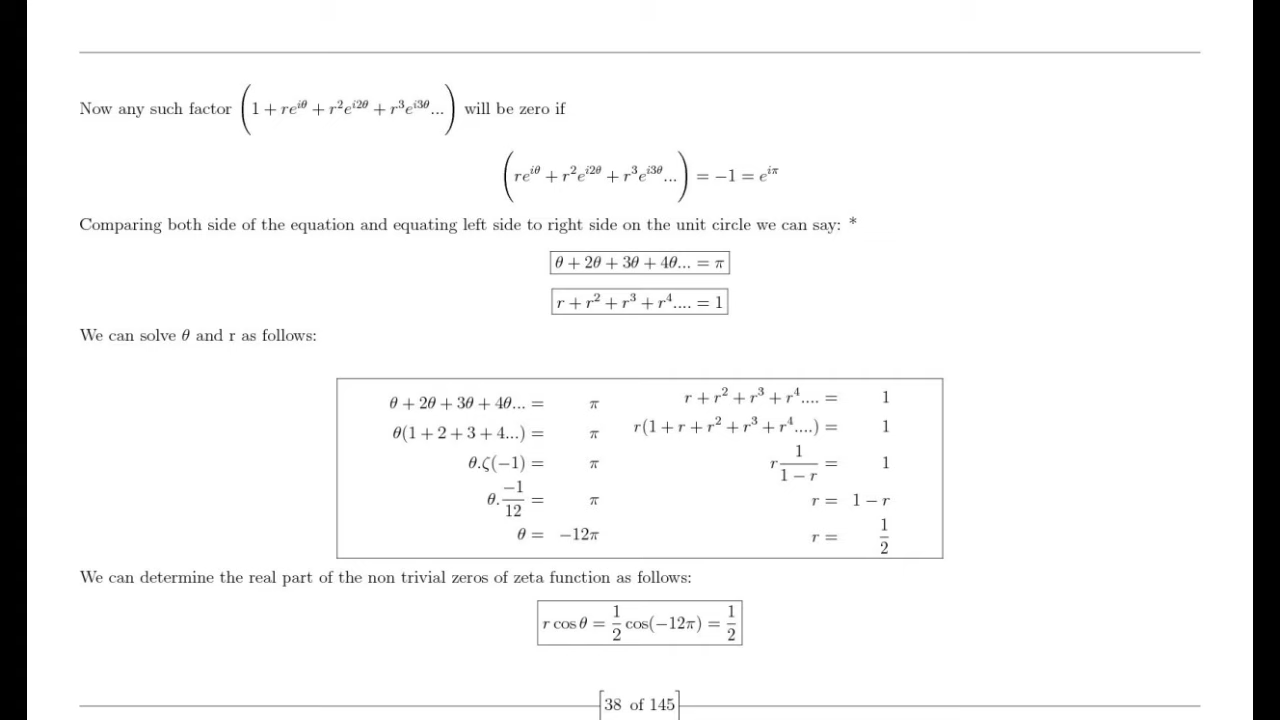 Now any such factor (1 + re^{iθ} + r^2e^{i2θ} + r^3e^{i3θ}...) will be zero if
(re^{iθ} + r^2e^{i2θ} + r^3e^{i3θ}...) = −1 = e^{iπ}
Comparing both side of the equation and equating left side to right side on the unit circle we can say: *
θ + 2θ + 3θ + 4θ... = π
r + r^2 + r^3 + r^4.... = 1
We can solve θ and r as follows:
θ + 2θ + 3θ + 4θ... = π
θ(1 + 2 + 3 + 4...) = π
θ.ζ(−1) = π
θ.\frac{−1}{12} = π
θ = −12π
r + r^2 + r^3 + r^4.... = 1
r(1 + r + r^2 + r^3 + r^4....) = 1
r\frac{1}{1 − r} = 1
r = 1 − r
r = \frac{1}{2}
We can determine the real part of the non trivial zeros of zeta function as follows:
r cos θ = \frac{1}{2} cos(−12π) = \frac{1}{2}
[38 of 145]